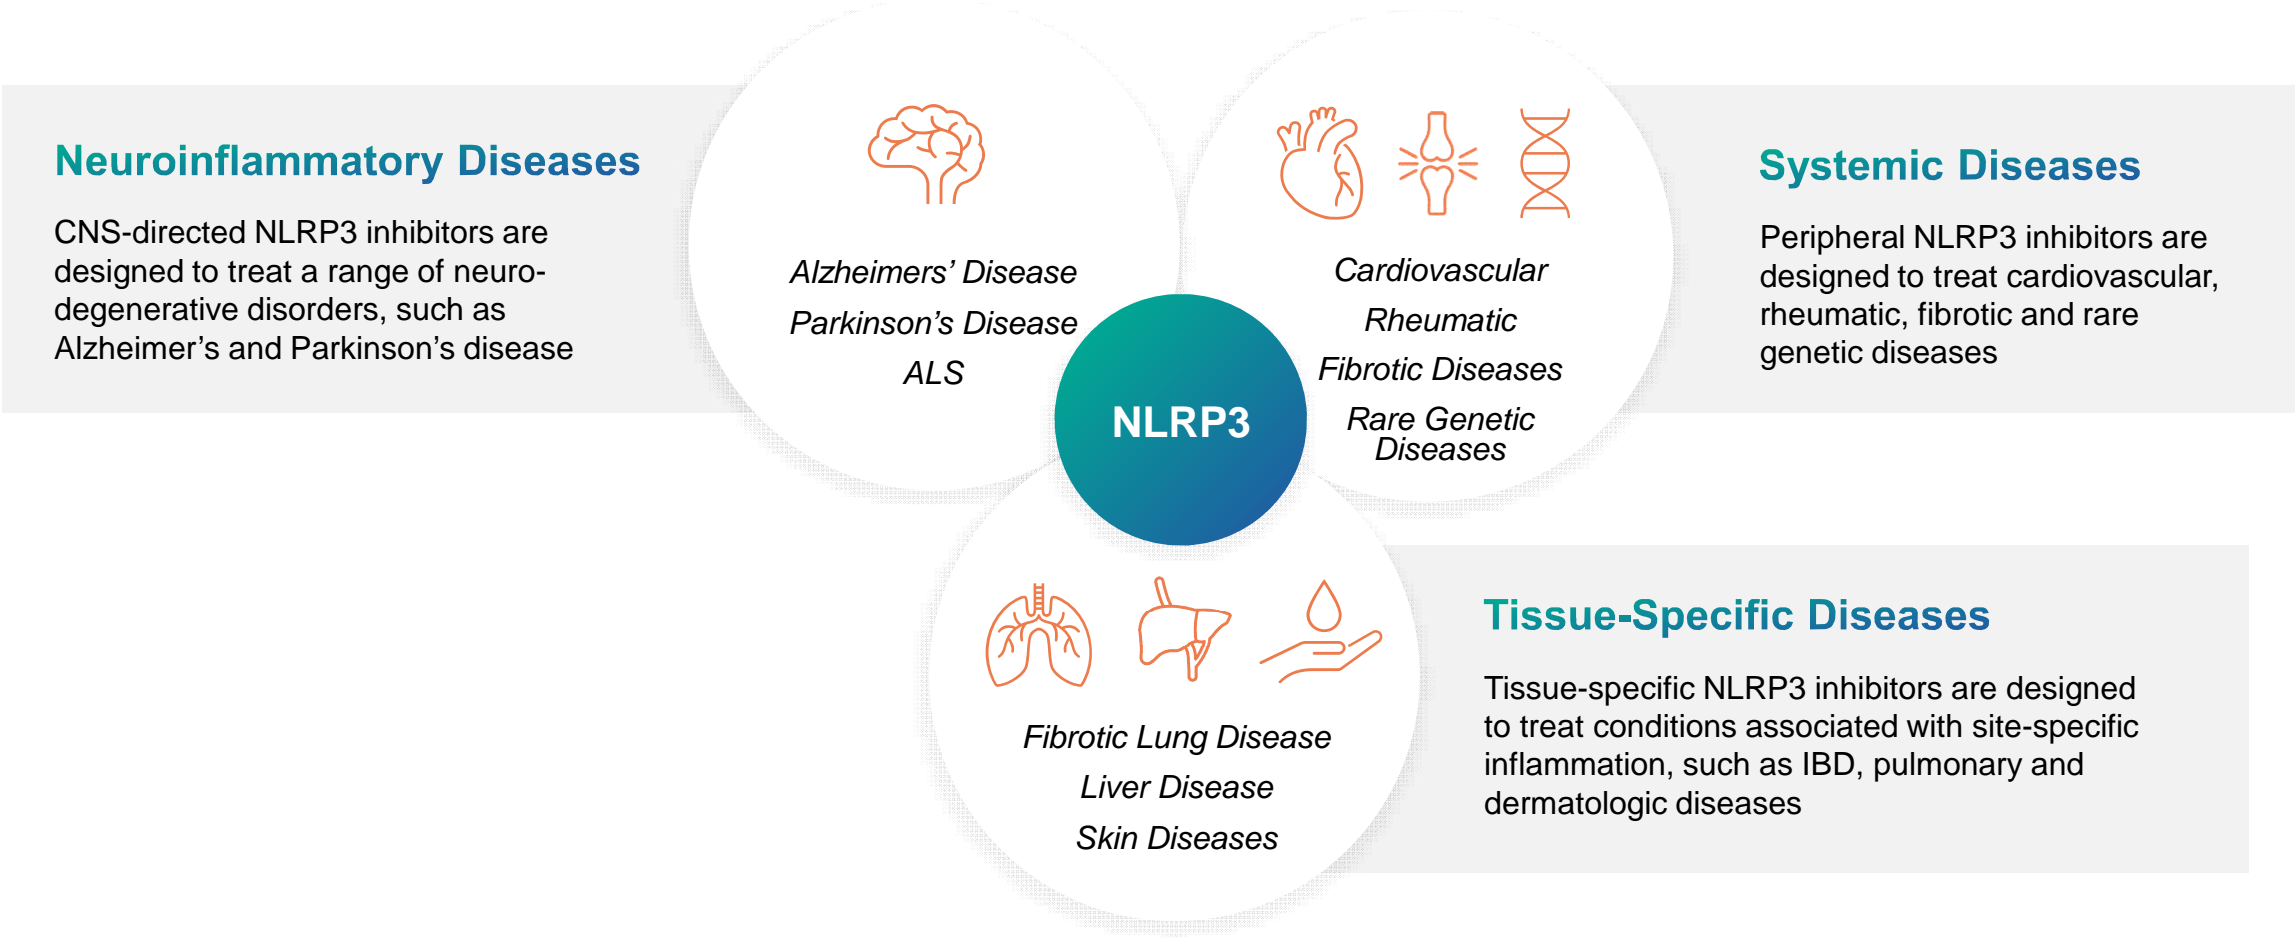 Neuroinflammatory Diseases
CNS-directed NLRP3 inhibitors are
designed to treat a range of neuro-
degenerative disorders, such as
Alzheimer’s and Parkinson’s disease
Alzheimers’ Disease
Parkinson’s Disease
ALS
NLRP3
Cardiovascular
Rheumatic
Fibrotic Diseases
Rare Genetic
Diseases
Systemic Diseases
Peripheral NLRP3 inhibitors are
designed to treat cardiovascular,
rheumatic, fibrotic and rare
genetic diseases
Fibrotic Lung Disease
Liver Disease
Skin Diseases
Tissue-Specific Diseases
Tissue-specific NLRP3 inhibitors are designed
to treat conditions associated with site-specific
inflammation, such as IBD, pulmonary and
dermatologic diseases